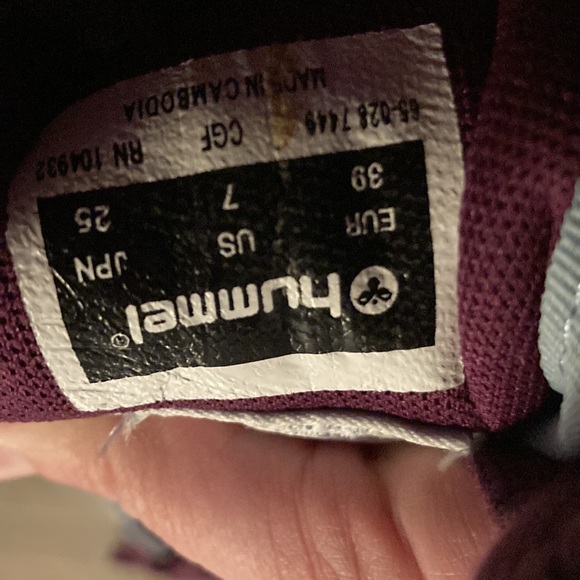 hummel®
EUR US JPN
39 7 25
65-028 7449 CGF RN 104932
MADE IN CAMBODIA